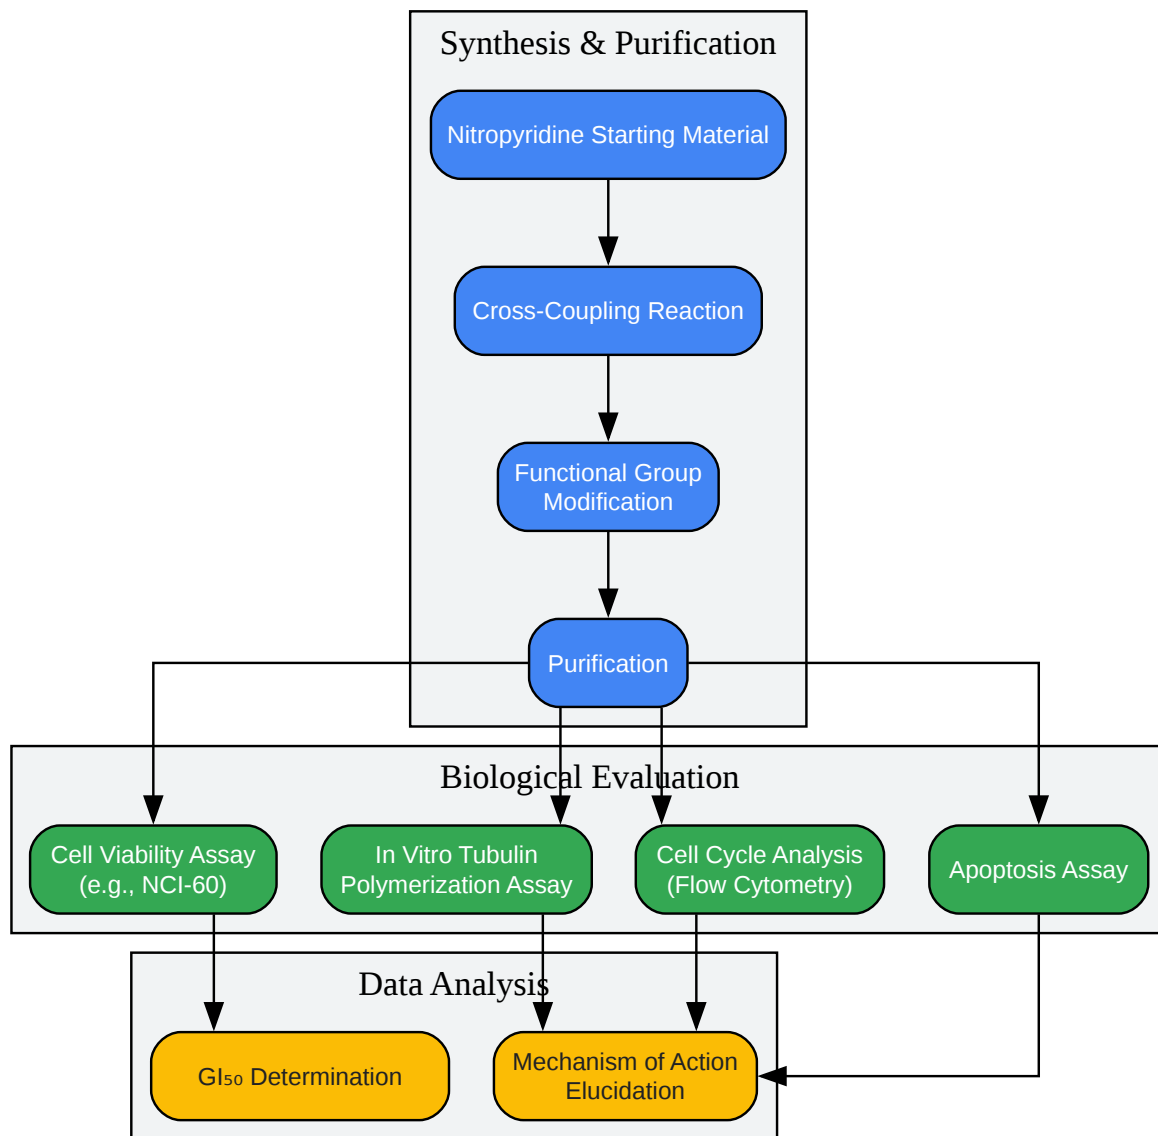 Synthesis & Purification
Nitropyridine Starting Material
Cross-Coupling Reaction
Functional Group
Modification
Purification
Biological Evaluation
Cell Viability Assay
(e.g., NCI-60)
In Vitro Tubulin
Polymerization Assay
Cell Cycle Analysis
(Flow Cytometry)
Apoptosis Assay
Data Analysis
GI₅₀ Determination
Mechanism of Action
Elucidation